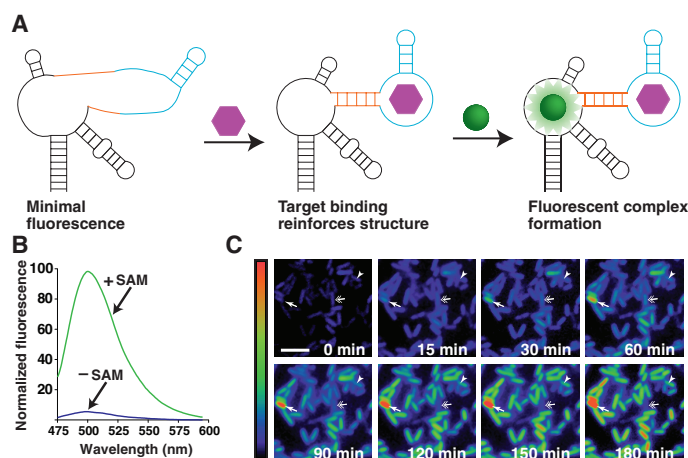 A
Minimal
fluorescence
Target binding
reinforces structure
Fluorescent complex
formation
B
Normalized fluorescence
100
80
60
40
20
+ SAM
– SAM
475 500 525 550 575 600
Wavelength (nm)
C
0 min
15 min
30 min
60 min
90 min
120 min
150 min
180 min